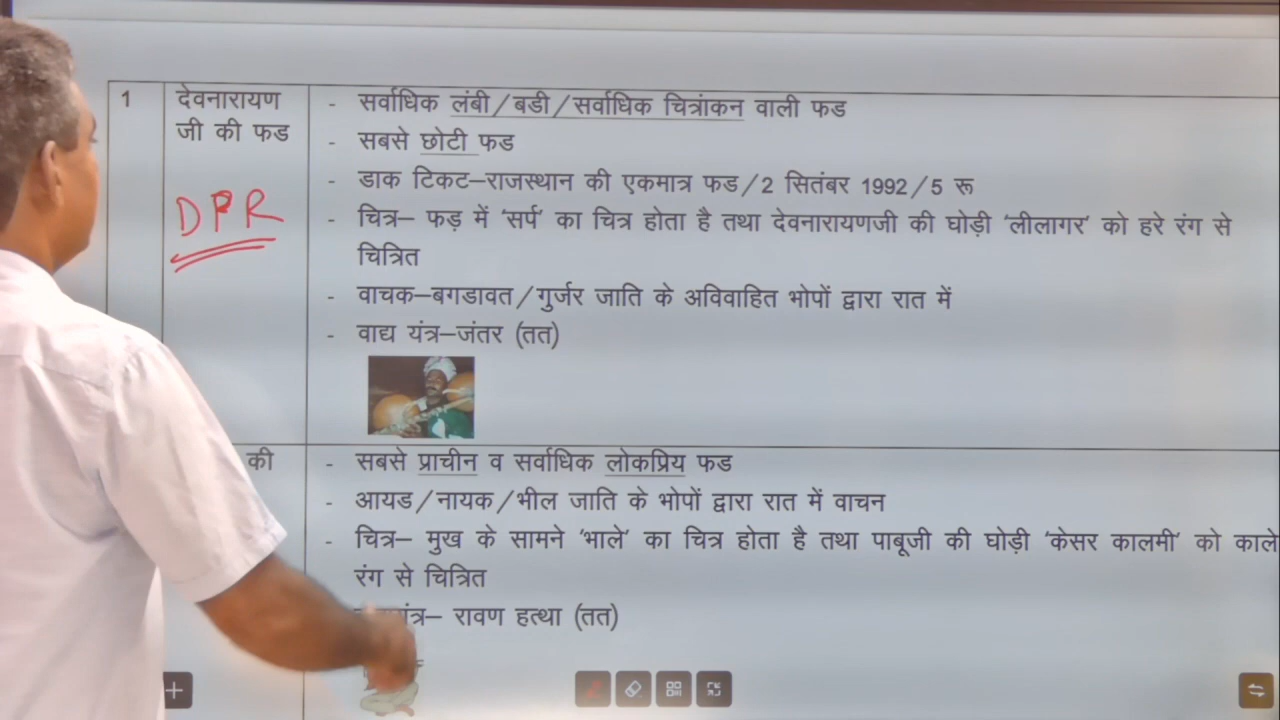 1
देवनारायण
जी की फड
DPR
- सर्वाधिक लंबी/बडी/सर्वाधिक चित्रांकन वाली फड
- सबसे छोटी फड
- डाक टिकट–राजस्थान की एकमात्र फड/2 सितंबर 1992/5 रू
- चित्र– फड़ में ‘सर्प’ का चित्र होता है तथा देवनारायणजी की घोड़ी ‘लीलागर’ को हरे रंग से
चित्रित
- वाचक–बगडावत/गुर्जर जाति के अविवाहित भोपों द्वारा रात में
- वाद्य यंत्र–जंतर (तत)
की
- सबसे प्राचीन व सर्वाधिक लोकप्रिय फड
- आयड/नायक/भील जाति के भोपों द्वारा रात में वाचन
- चित्र– मुख के सामने ‘भाले’ का चित्र होता है तथा पाबूजी की घोड़ी ‘केसर कालमी’ को काले
रंग से चित्रित
रावण हत्था (तत)